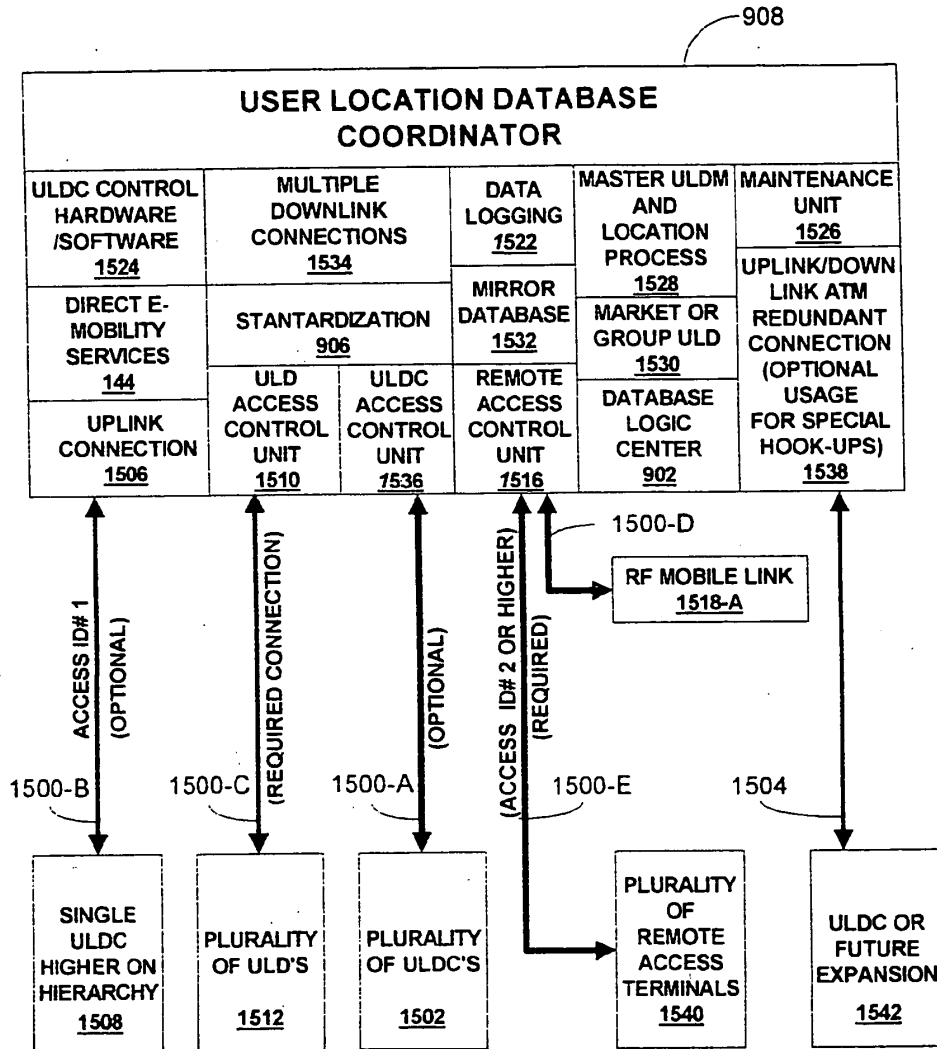 908
USER LOCATION DATABASE
COORDINATOR
ULDC CONTROL
HARDWARE
/SOFTWARE
1524
DIRECT E-
MOBILITY
SERVICES
144
UPLINK
CONNECTION
1506
MULTIPLE
DOWNLINK
CONNECTIONS
1534
STANTARDIZATION
906
ULD
ACCESS
CONTROL
UNIT
1510
ULDC
ACCESS
CONTROL
UNIT
1536
DATA
LOGGING
1522
MIRROR
DATABASE
1532
REMOTE
ACCESS
CONTROL
UNIT
1516
MASTER ULDM
AND
LOCATION
PROCESS
1528
MARKET OR
GROUP ULD
1530
DATABASE
LOGIC
CENTER
902
MAINTENANCE
UNIT
1526
UPLINK/DOWN
LINK ATM
REDUNDANT
CONNECTION
(OPTIONAL
USAGE
FOR SPECIAL
HOOK-UPS)
1538
ACCESS ID# 1
(OPTIONAL)
(REQUIRED CONNECTION)
(OPTIONAL)
(ACCESS ID# 2 OR HIGHER)
(REQUIRED)
1500-D
RF MOBILE LINK
1518-A
1500-B
1500-C
1500-A
1500-E
1504
SINGLE
ULDC
HIGHER ON
HIERARCHY
1508
PLURALITY
OF ULD'S
1512
PLURALITY
OF ULDC'S
1502
PLURALITY
OF
REMOTE
ACCESS
TERMINALS
1540
ULDC OR
FUTURE
EXPANSION
1542